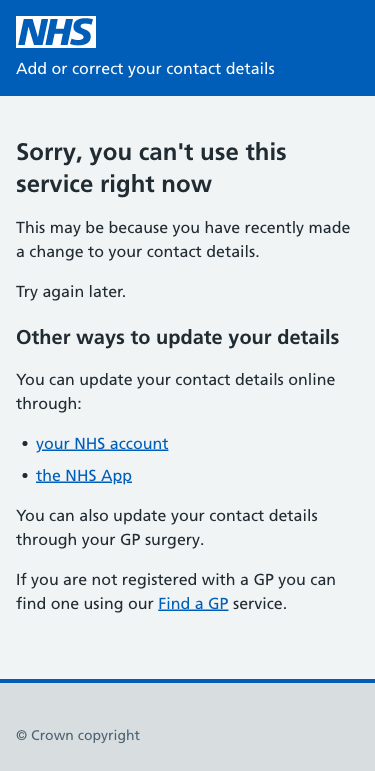 NHS
Add or correct your contact details
Sorry, you can't use this
service right now
This may be because you have recently made
a change to your contact details.
Try again later.
Other ways to update your details
You can update your contact details online
through:
• your NHS account
• the NHS App
You can also update your contact details
through your GP surgery.
If you are not registered with a GP you can
find one using our Find a GP service.
© Crown copyright